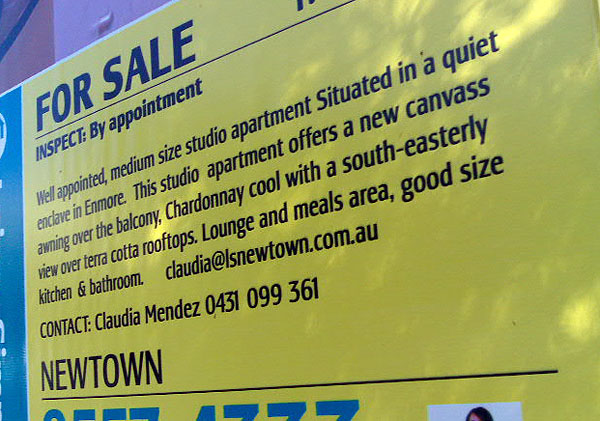 FOR SALE
INSPECT: By appointment
Well appointed, medium size studio apartment Situated in a quiet
enclave in Enmore. This studio apartment offers a new canvass
awning over the balcony, Chardonnay cool with a south-easterly
view over terra cotta rooftops. Lounge and meals area, good size
kitchen & bathroom. claudia@lsnewtown.com.au
CONTACT: Claudia Mendez 0431 099 361
NEWTOWN